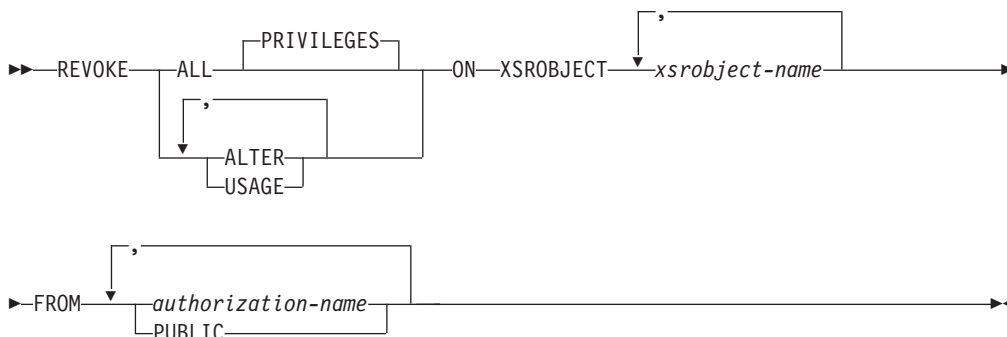 ,
PRIVILEGES
REVOKE ALL ON XSROBJECT xsrobject-name
,
ALTER
USAGE
,
FROM authorization-name
PUBLIC